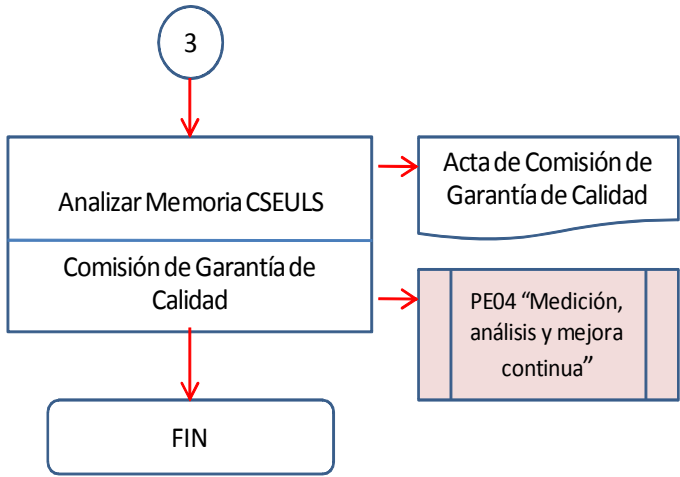 3
Analizar Memoria CSEULS
Comisión de Garantía de
Calidad
Acta de Comisión de
Garantía de Calidad
PE04 “Medición,
análisis y mejora
continua”
FIN